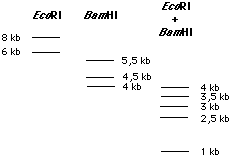 EcoRI
BamHI
EcoRI
+
BamHI
8 kb
6 kb
5,5 kb
4,5 kb
4 kb
4 kb
3,5 kb
3 kb
2,5 kb
1 kb